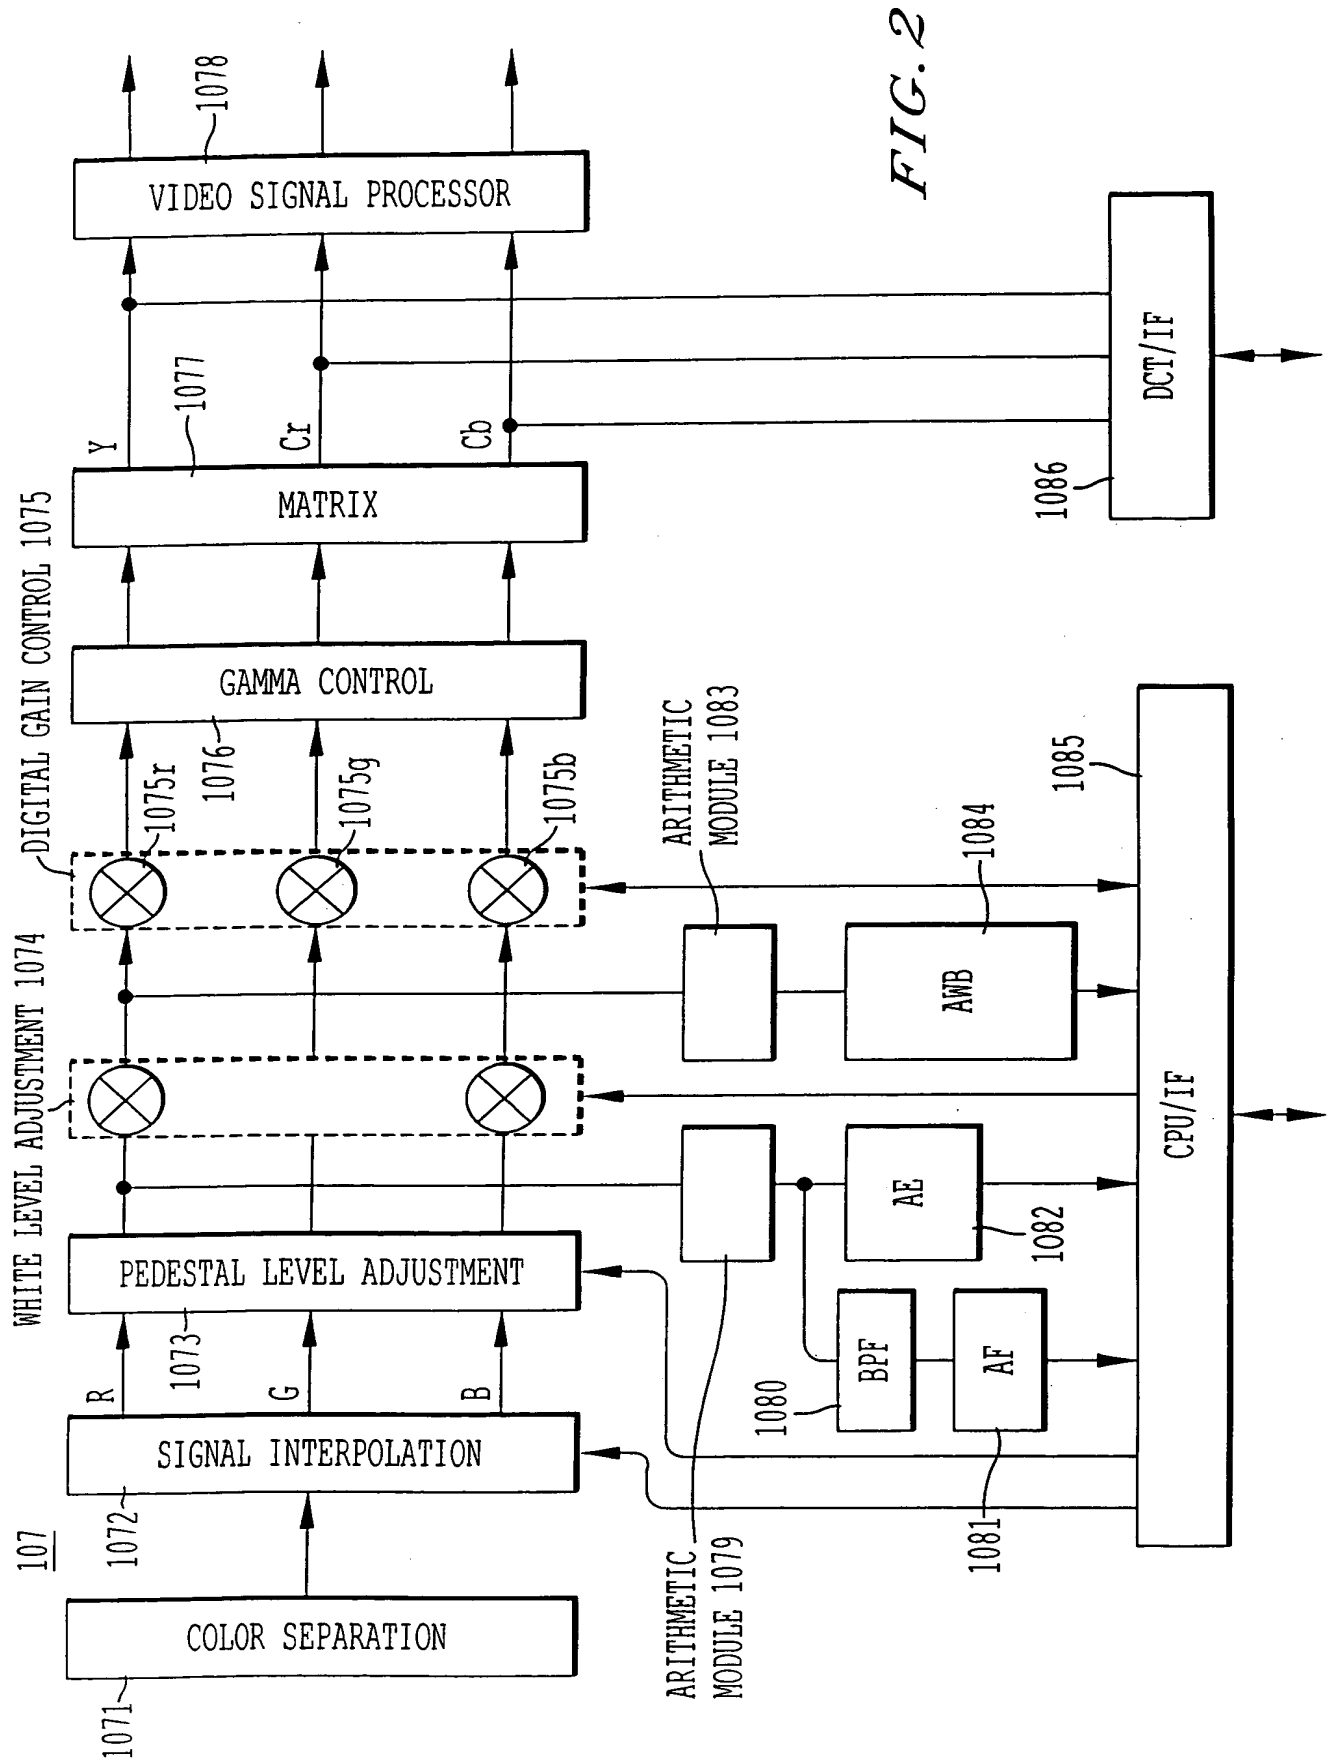 107
1071
COLOR SEPARATION
1072
SIGNAL INTERPOLATION
R
G
B
1073
PEDESTAL LEVEL ADJUSTMENT
WHITE LEVEL ADJUSTMENT 1074
DIGITAL GAIN CONTROL 1075
1075r
1075g
1075b
1076
GAMMA CONTROL
MATRIX
1077
Y
Cr
Cb
VIDEO SIGNAL PROCESSOR
1078
ARITHMETIC
MODULE 1079
1080
BPF
AF
1081
AE
1082
ARITHMETIC
MODULE 1083
AWB
1084
CPU/IF
1085
1086
DCT/IF
FIG. 2